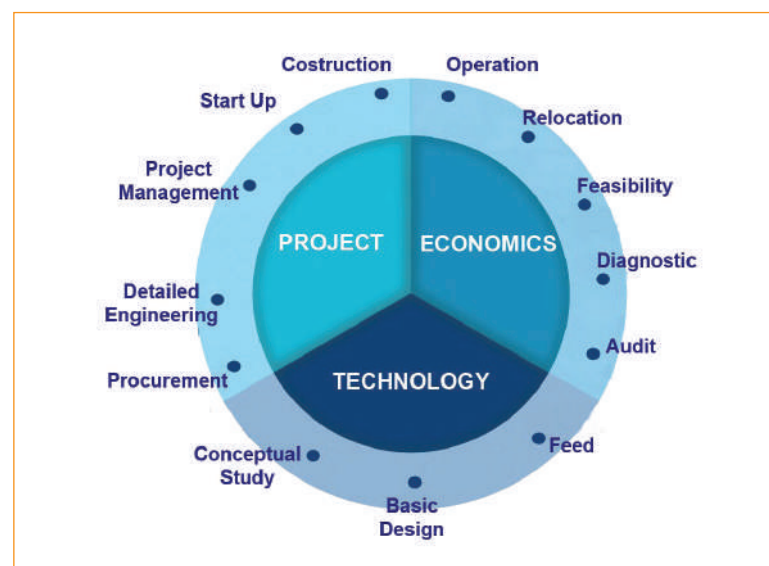 Costruction
Operation
Start Up
Relocation
Project
Management
Feasibility
PROJECT
ECONOMICS
Diagnostic
Detailed
Engineering
Audit
Procurement
TECHNOLOGY
Conceptual
Study
Feed
Basic
Design